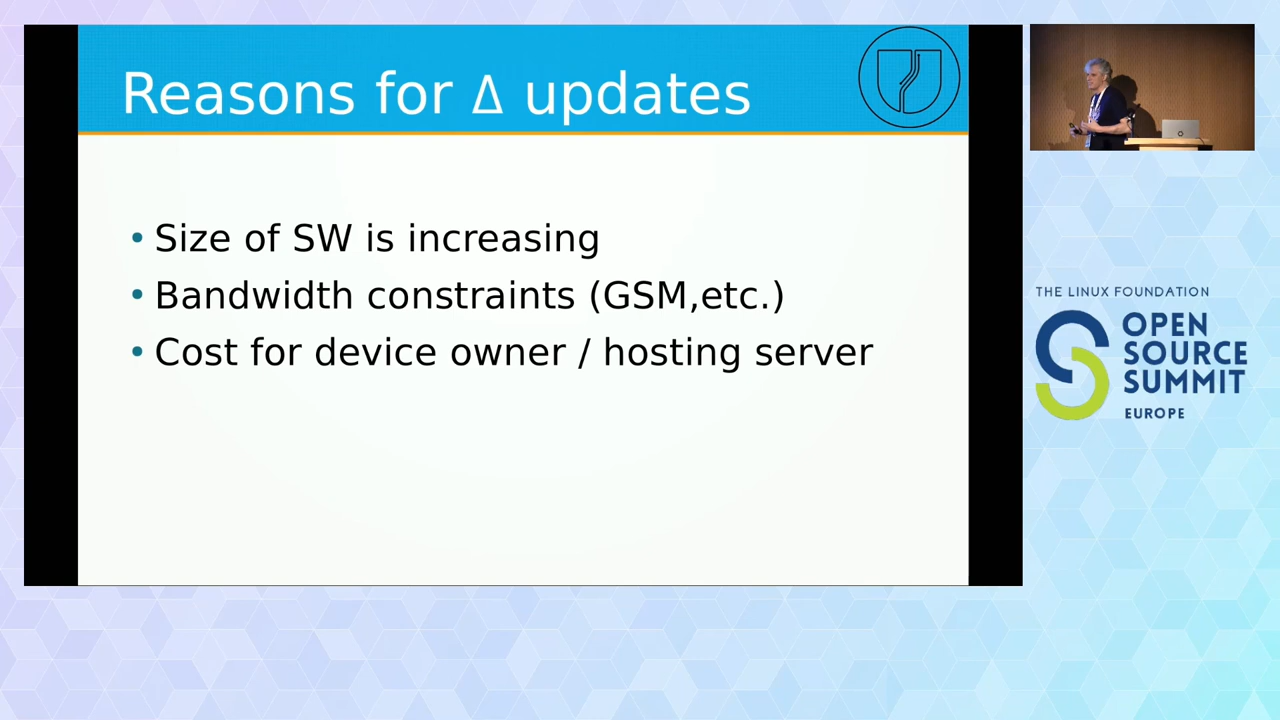 Reasons for Δ updates
• Size of SW is increasing
• Bandwidth constraints (GSM,etc.)
• Cost for device owner / hosting server
THE LINUX FOUNDATION
OPEN
SOURCE
SUMMIT
EUROPE